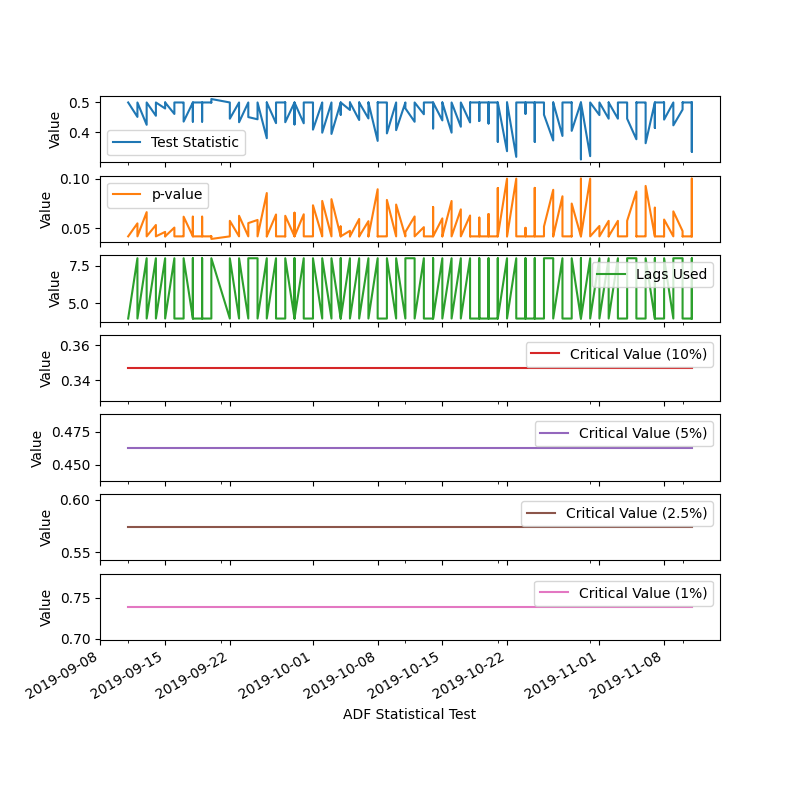 0.5
0.4
Value
Test Statistic
0.10
0.05
Value
p-value
7.5
5.0
Value
Lags Used
0.36
0.34
Value
Critical Value (10%)
0.475
0.450
Value
Critical Value (5%)
0.60
0.55
Value
Critical Value (2.5%)
0.75
0.70
Value
Critical Value (1%)
2019-09-08
2019-09-15
2019-09-22
2019-10-01
2019-10-08
2019-10-15
2019-10-22
2019-11-01
2019-11-08
ADF Statistical Test